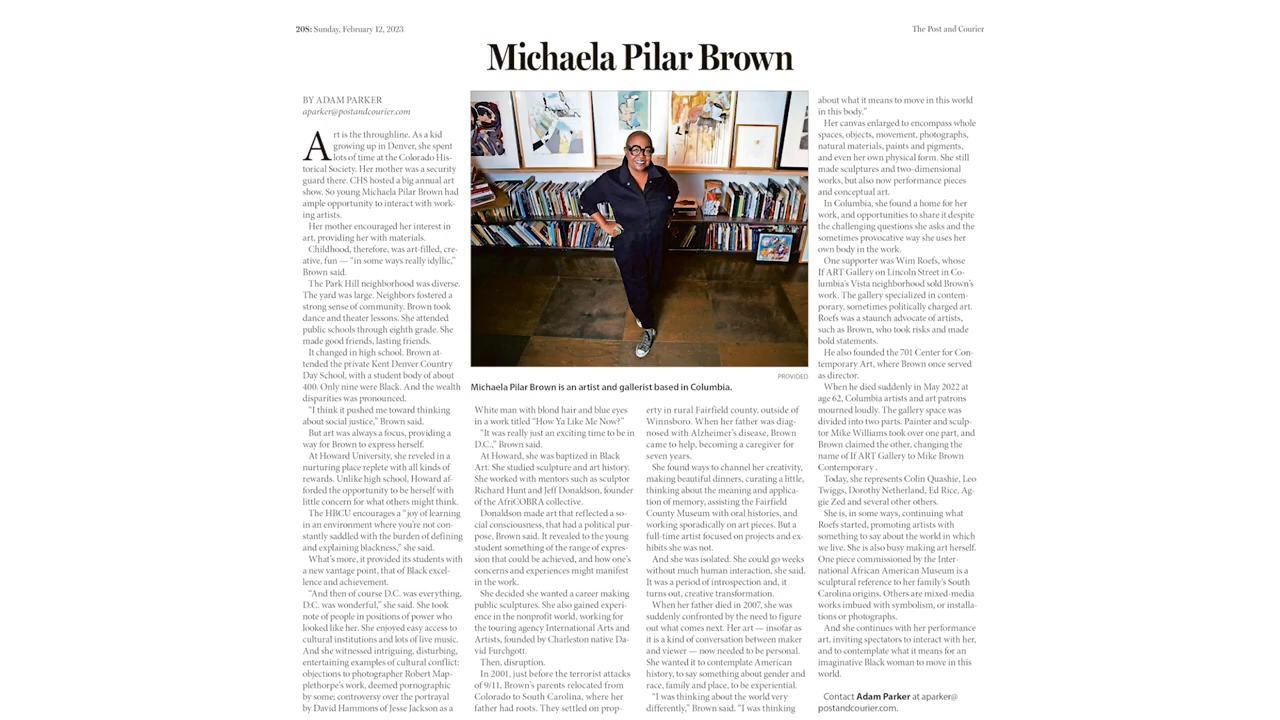 20S: Sunday, February 12, 2023
The Post and Courier
Michaela Pilar Brown
BY ADAM PARKER
aparker@postandcourier.com
Art is the throughline. As a kid
growing up in Denver, she spent
lots of time at the Colorado His-
torical Society. Her mother was a security
guard there. CHS hosted a big annual art
show. So young Michaela Pilar Brown had
ample opportunity to interact with work-
ing artists.
Her mother encouraged her interest in
art, providing her with materials.
Childhood, therefore, was art-filled, cre-
ative, fun — “in some ways really idyllic,”
Brown said.
The Park Hill neighborhood was diverse.
The yard was large. Neighbors fostered a
strong sense of community. Brown took
dance and theater lessons. She attended
public schools through eighth grade. She
made good friends, lasting friends.
It changed in high school. Brown at-
tended the private Kent Denver Country
Day School, with a student body of about
400. Only nine were Black. And the wealth
disparities was pronounced.
“I think it pushed me toward thinking
about social justice,” Brown said.
But art was always a focus, providing a
way for Brown to express herself.
At Howard University, she reveled in a
nurturing place replete with all kinds of
rewards. Unlike high school, Howard af-
forded the opportunity to be herself with
little concern for what others might think.
The HBCU encourages a “joy of learning
in an environment where you’re not con-
stantly saddled with the burden of defining
and explaining blackness,” she said.
What’s more, it provided its students with
a new vantage point, that of Black excel-
lence and achievement.
“And then of course D.C. was everything,
D.C. was wonderful,” she said. She took
note of people in positions of power who
looked like her. She enjoyed easy access to
cultural institutions and lots of live music.
And she witnessed intriguing, disturbing,
entertaining examples of cultural conflict:
objections to photographer Robert Map-
plethorpe’s work, deemed pornographic
by some; controversy over the portrayal
by David Hammons of Jesse Jackson as a
PROVIDED
Michaela Pilar Brown is an artist and gallerist based in Columbia.
White man with blond hair and blue eyes
in a work titled “How Ya Like Me Now?”
“It was really just an exciting time to be in
D.C.,” Brown said.
At Howard, she was baptized in Black
Art. She studied sculpture and art history.
She worked with mentors such as sculptor
Richard Hunt and Jeff Donaldson, founder
of the AfriCOBRA collective.
Donaldson made art that reflected a so-
cial consciousness, that had a political pur-
pose, Brown said. It revealed to the young
student something of the range of expres-
sion that could be achieved, and how one’s
concerns and experiences might manifest
in the work.
She decided she wanted a career making
public sculptures. She also gained experi-
ence in the nonprofit world, working for
the touring agency International Arts and
Artists, founded by Charleston native Da-
vid Furchgott.
Then, disruption.
In 2001, just before the terrorist attacks
of 9/11, Brown’s parents relocated from
Colorado to South Carolina, where her
father had roots. They settled on prop-
erty in rural Fairfield county, outside of
Winnsboro. When her father was diag-
nosed with Alzheimer’s disease, Brown
came to help, becoming a caregiver for
seven years.
She found ways to channel her creativity,
making beautiful dinners, curating a little,
thinking about the meaning and applica-
tion of memory, assisting the Fairfield
County Museum with oral histories, and
working sporadically on art pieces. But a
full-time artist focused on projects and ex-
hibits she was not.
And she was isolated. She could go weeks
without much human interaction, she said.
It was a period of introspection and, it
turns out, creative transformation.
When her father died in 2007, she was
suddenly confronted by the need to figure
out what comes next. Her art — insofar as
it is a kind of conversation between maker
and viewer — now needed to be personal.
She wanted it to contemplate American
history, to say something about gender and
race, family and place, to be experiential.
“I was thinking about the world very
differently,” Brown said. “I was thinking
about what it means to move in this world
in this body.”
Her canvas enlarged to encompass whole
spaces, objects, movement, photographs,
natural materials, paints and pigments,
and even her own physical form. She still
made sculptures and two-dimensional
works, but also now performance pieces
and conceptual art.
In Columbia, she found a home for her
work, and opportunities to share it despite
the challenging questions she asks and the
sometimes provocative way she uses her
own body in the work.
One supporter was Wim Roefs, whose
If ART Gallery on Lincoln Street in Co-
lumbia’s Vista neighborhood sold Brown’s
work. The gallery specialized in contem-
porary, sometimes politically charged art.
Roefs was a staunch advocate of artists,
such as Brown, who took risks and made
bold statements.
He also founded the 701 Center for Con-
temporary Art, where Brown once served
as director.
When he died suddenly in May 2022 at
age 62, Columbia artists and art patrons
mourned loudly. The gallery space was
divided into two parts. Painter and sculp-
tor Mike Williams took over one part, and
Brown claimed the other, changing the
name of If ART Gallery to Mike Brown
Contemporary .
Today, she represents Colin Quashie, Leo
Twiggs, Dorothy Netherland, Ed Rice, Ag-
gie Zed and several other others.
She is, in some ways, continuing what
Roefs started, promoting artists with
something to say about the world in which
we live. She is also busy making art herself.
One piece commissioned by the Inter-
national African American Museum is a
sculptural reference to her family’s South
Carolina origins. Others are mixed-media
works imbued with symbolism, or installa-
tions or photographs.
And she continues with her performance
art, inviting spectators to interact with her,
and to contemplate what it means for an
imaginative Black woman to move in this
world.
Contact Adam Parker at aparker@
postandcourier.com.